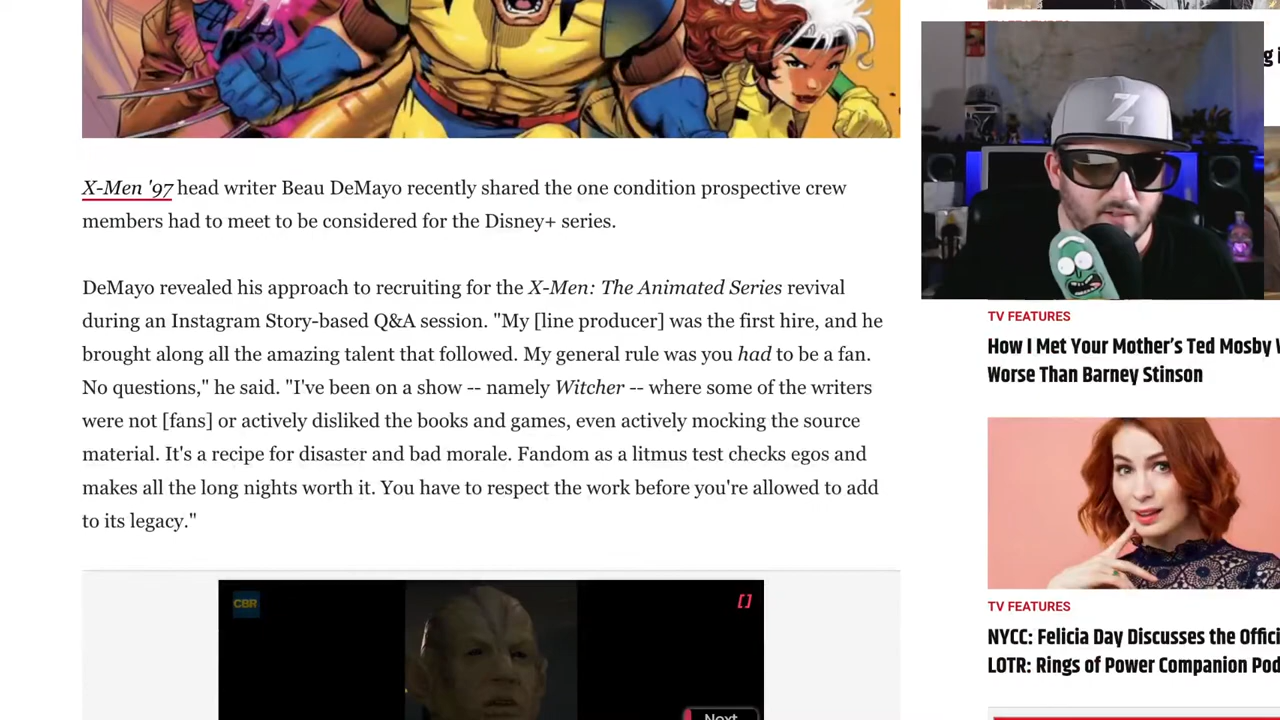 X-Men '97 head writer Beau DeMayo recently shared the one condition prospective crew
members had to meet to be considered for the Disney+ series.
DeMayo revealed his approach to recruiting for the X-Men: The Animated Series revival
during an Instagram Story-based Q&A session. "My [line producer] was the first hire, and he
brought along all the amazing talent that followed. My general rule was you had to be a fan.
No questions," he said. "I've been on a show -- namely Witcher -- where some of the writers
were not [fans] or actively disliked the books and games, even actively mocking the source
material. It's a recipe for disaster and bad morale. Fandom as a litmus test checks egos and
makes all the long nights worth it. You have to respect the work before you're allowed to add
to its legacy."
CBR
[]
Next
Z
TV FEATURES
How I Met Your Mother's Ted Mosby
Worse Than Barney Stinson
TV FEATURES
NYCC: Felicia Day Discusses the
LOTR: Rings of Power Companion